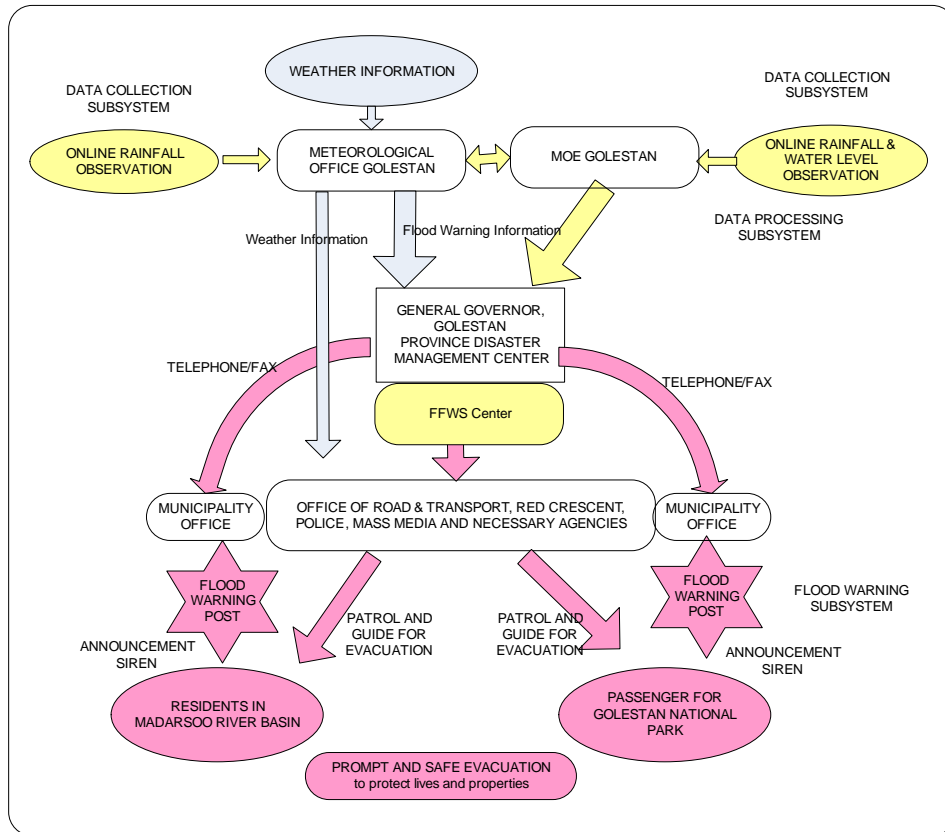 WEATHER INFORMATION
DATA COLLECTION
SUBSYSTEM
DATA COLLECTION
SUBSYSTEM
ONLINE RAINFALL
OBSERVATION
METEOROLOGICAL
OFFICE GOLESTAN
MOE GOLESTAN
ONLINE RAINFALL &
WATER LEVEL
OBSERVATION
DATA PROCESSING
SUBSYSTEM
Weather Information
Flood Warning Information
GENERAL GOVERNOR,
GOLESTAN
PROVINCE DISASTER
MANAGEMENT CENTER
TELEPHONE/FAX
TELEPHONE/FAX
FFWS Center
MUNICIPALITY
OFFICE
OFFICE OF ROAD & TRANSPORT, RED CRESCENT,
POLICE, MASS MEDIA AND NECESSARY AGENCIES
MUNICIPALITY
OFFICE
FLOOD
WARNING
POST
FLOOD
WARNING
POST
FLOOD WARNING
SUBSYSTEM
PATROL AND
GUIDE FOR
EVACUATION
PATROL AND
GUIDE FOR
EVACUATION
ANNOUNCEMENT
SIREN
ANNOUNCEMENT
SIREN
RESIDENTS IN
MADARSOO RIVER BASIN
PASSENGER FOR
GOLESTAN NATIONAL
PARK
PROMPT AND SAFE EVACUATION
to protect lives and properties